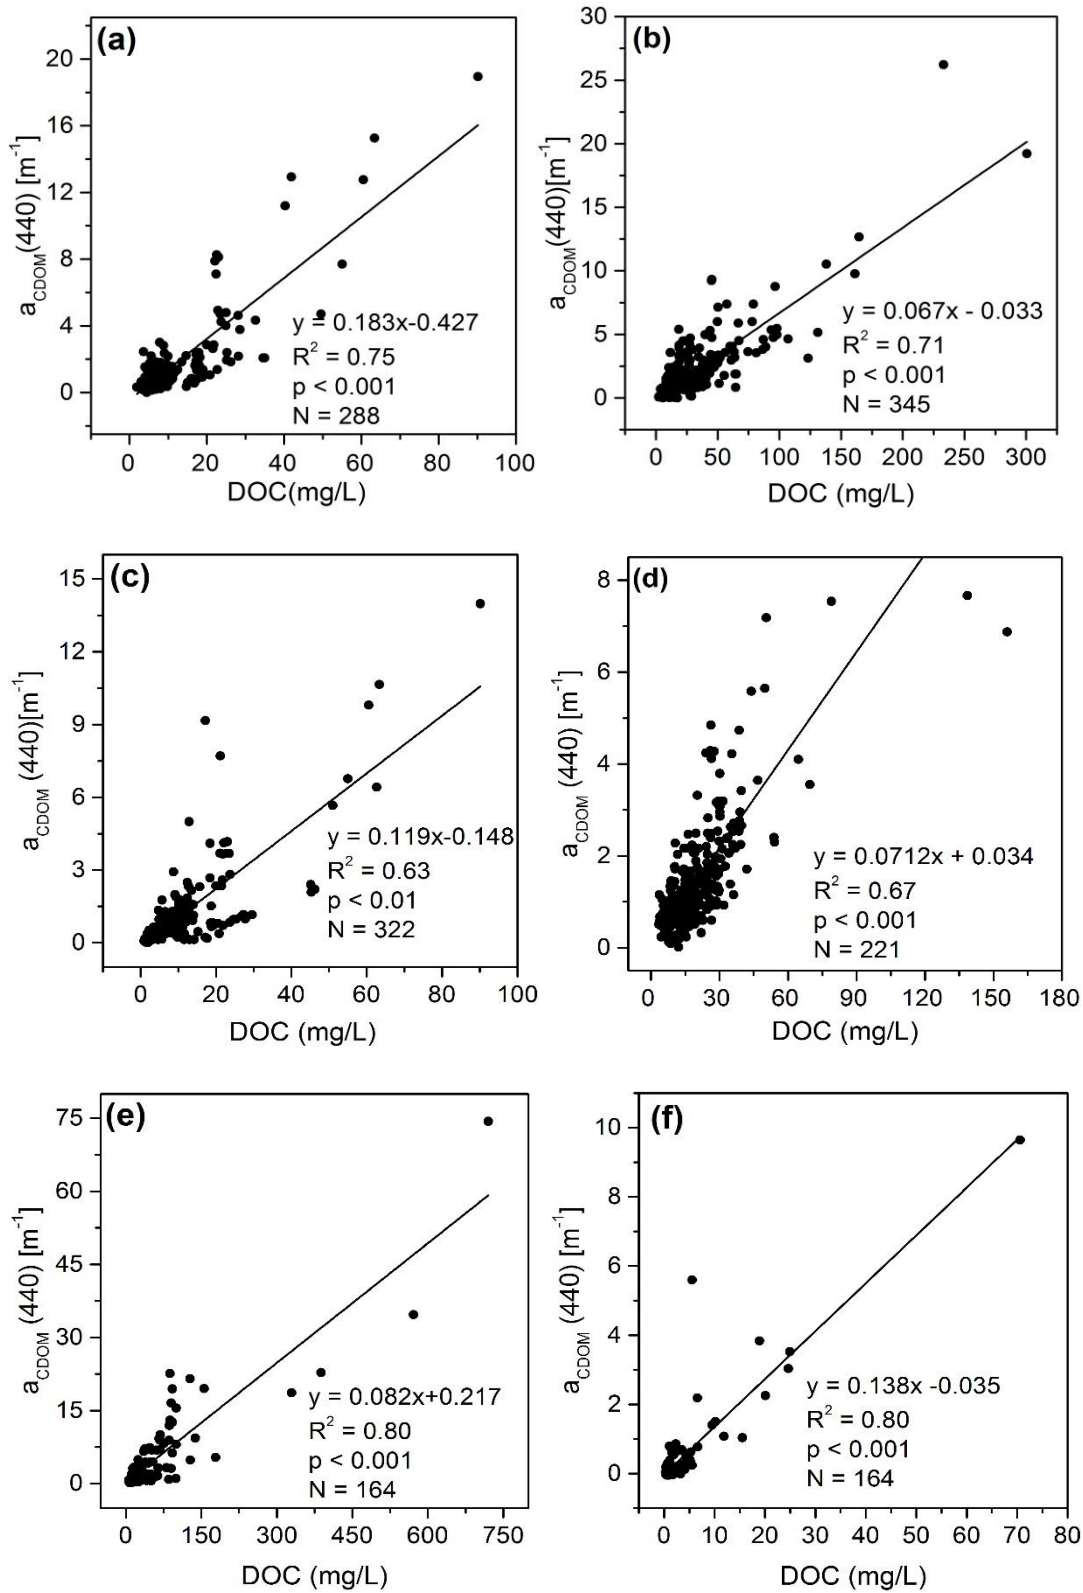 (a)
20
16
12
8
4
0
a_CDOM(440) [m^-1]
y = 0.183x-0.427
R^2 = 0.75
p < 0.001
N = 288
0 20 40 60 80 100
DOC(mg/L)
(b)
30
25
20
15
10
5
0
a_CDOM(440)[m^-1]
y = 0.067x - 0.033
R^2 = 0.71
p < 0.001
N = 345
0 50 100 150 200 250 300
DOC (mg/L)
(c)
15
12
9
6
3
0
a_CDOM (440)[m^-1]
y = 0.119x-0.148
R^2 = 0.63
p < 0.01
N = 322
0 20 40 60 80 100
DOC (mg/L)
(d)
8
6
4
2
0
a_CDOM (440) [m^-1]
y = 0.0712x + 0.034
R^2 = 0.67
p < 0.001
N = 221
0 30 60 90 120 150 180
DOC (mg/L)
(e)
75
60
45
30
15
0
a_CDOM (440) [m^-1]
y = 0.082x+0.217
R^2 = 0.80
p < 0.001
N = 164
0 150 300 450 600 750
DOC (mg/L)
(f)
10
8
6
4
2
0
a_CDOM (440) [m^-1]
y = 0.138x -0.035
R^2 = 0.80
p < 0.001
N = 164
0 10 20 30 40 50 60 70 80
DOC (mg/L)